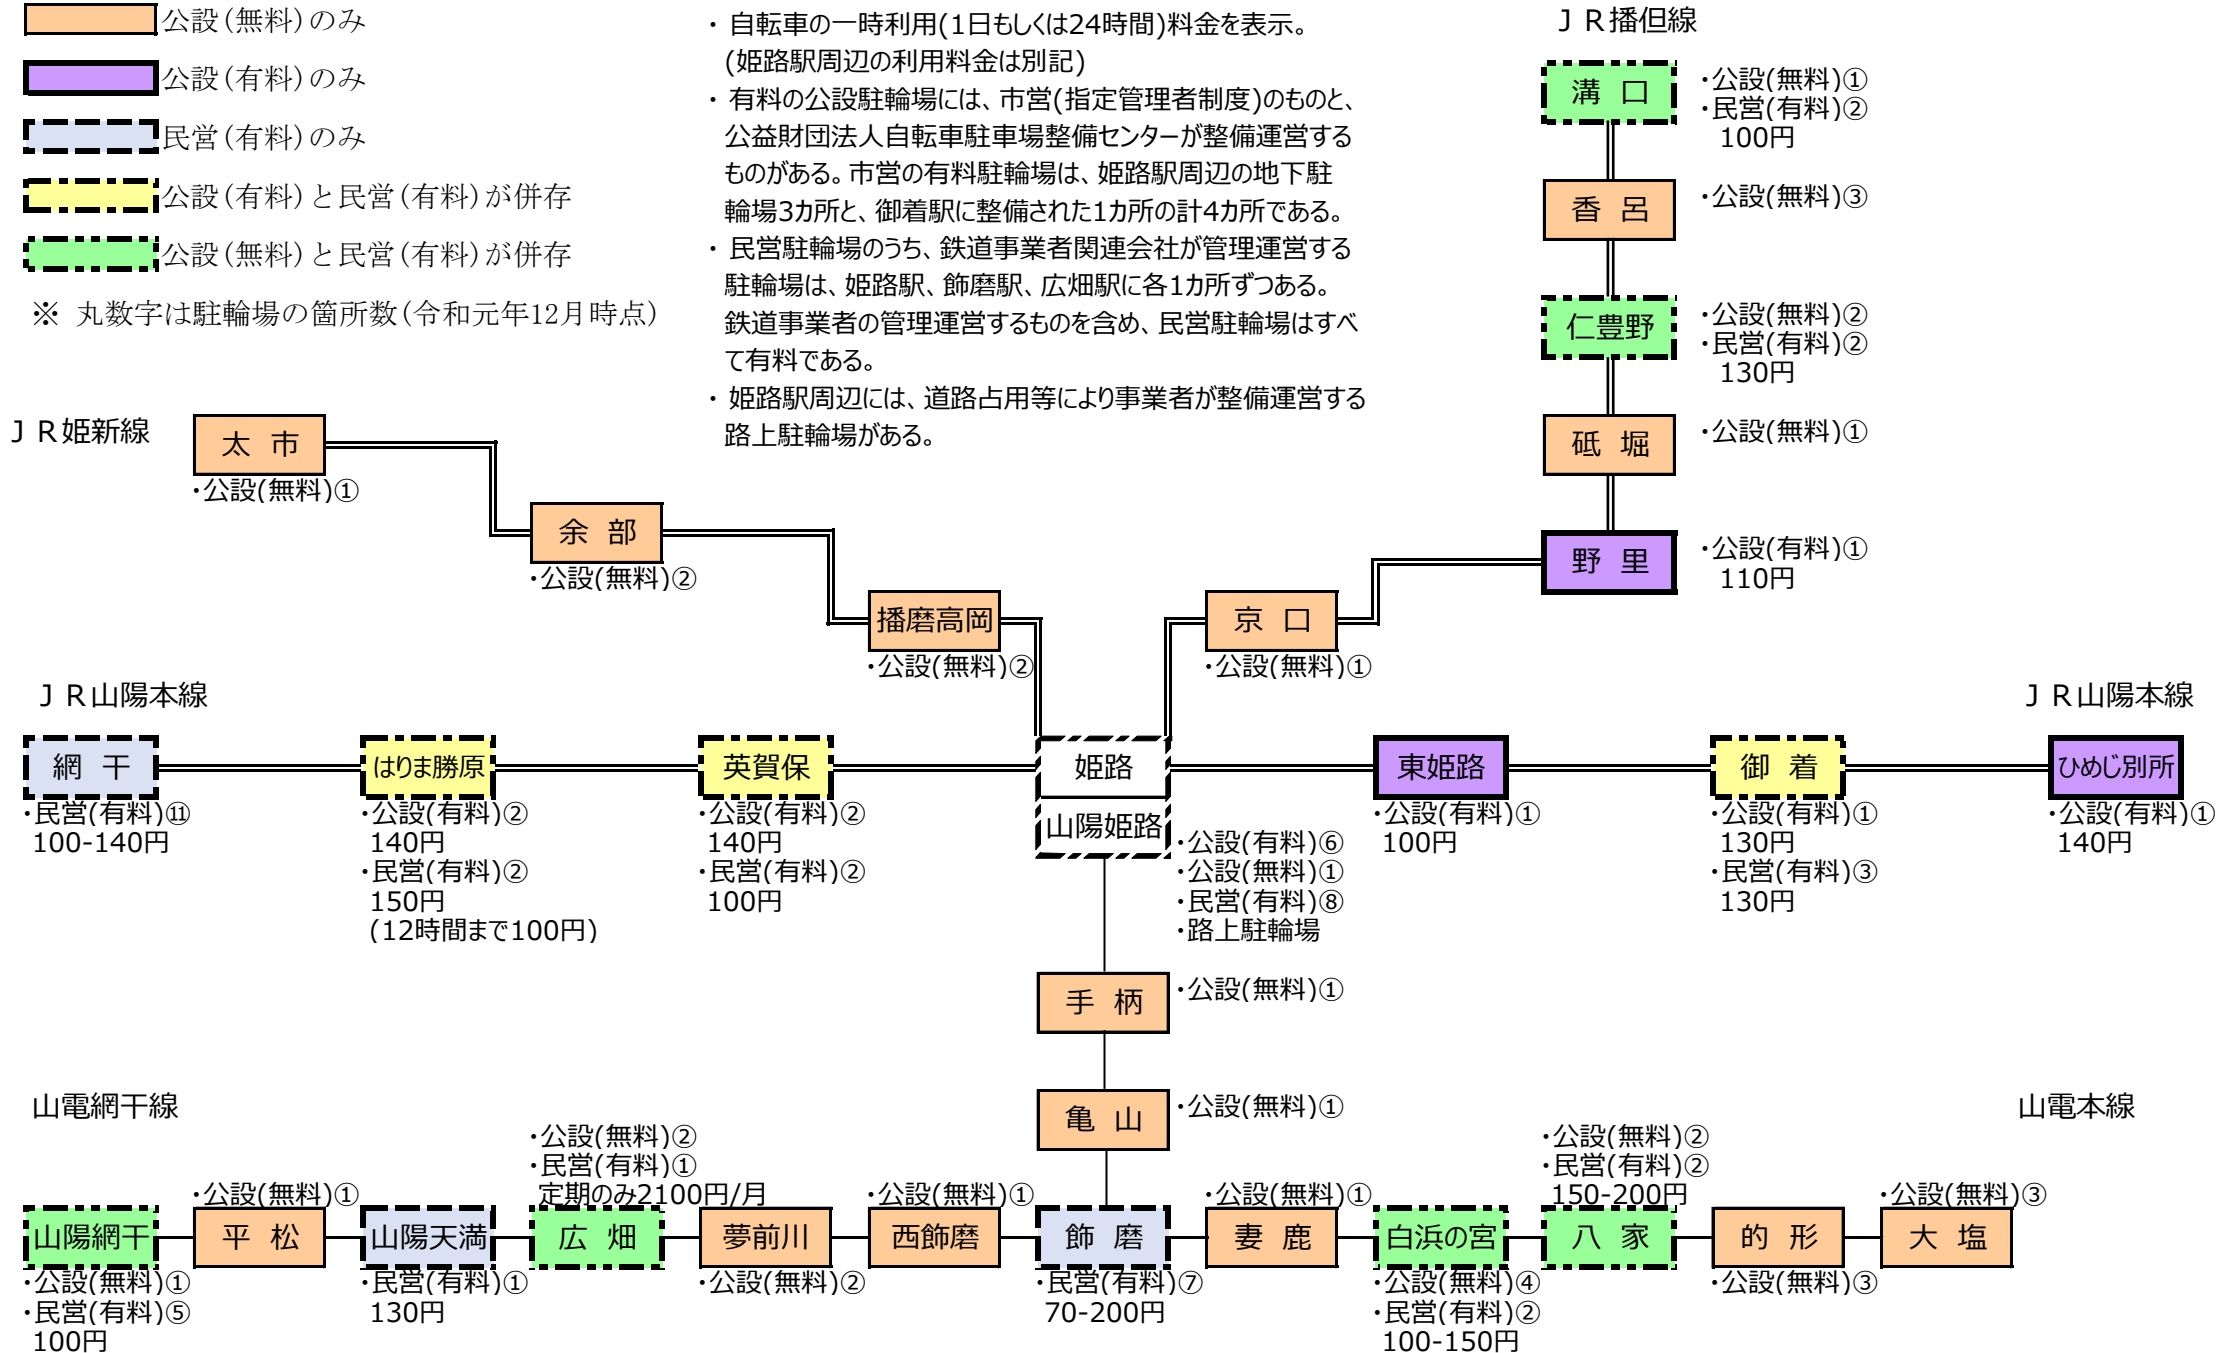 公設(無料)のみ
公設(有料)のみ
民営(有料)のみ
公設(有料)と民営(有料)が併存
公設(無料)と民営(有料)が併存
※ 丸数字は駐輪場の箇所数(令和元年12月時点)
・ 自転車の一時利用(1日もしくは24時間)料金を表示。
(姫路駅周辺の利用料金は別記)
・ 有料の公設駐輪場には、市営(指定管理者制度)のものと、
公益財団法人自転車駐車場整備センターが整備運営する
ものがある。市営の有料駐輪場は、姫路駅周辺の地下駐
輪場3カ所と、御着駅に整備された1カ所の計4カ所である。
・ 民営駐輪場のうち、鉄道事業者関連会社が管理運営する
駐輪場は、姫路駅、飾磨駅、広畑駅に各1カ所ずつある。
鉄道事業者の管理運営するものを含め、民営駐輪場はすべ
て有料である。
・ 姫路駅周辺には、道路占用等により事業者が整備運営する
路上駐輪場がある。
ＪＲ播但線
溝 口
・公設(無料)①
・民営(有料)②
100円
香 呂
・公設(無料)③
仁豊野
・公設(無料)②
・民営(有料)②
130円
砥 堀
・公設(無料)①
野 里
・公設(有料)①
110円
京 口
・公設(無料)①
ＪＲ姫新線
太 市
・公設(無料)①
余 部
・公設(無料)②
播磨高岡
・公設(無料)②
ＪＲ山陽本線
ＪＲ山陽本線
網 干
・民営(有料)⑪
100-140円
はりま勝原
・公設(有料)②
140円
・民営(有料)②
150円
(12時間まで100円)
英賀保
・公設(有料)②
140円
・民営(有料)②
100円
姫路
山陽姫路
・公設(有料)⑥
・公設(無料)①
・民営(有料)⑧
・路上駐輪場
東姫路
・公設(有料)①
100円
御 着
・公設(有料)①
130円
・民営(有料)③
130円
ひめじ別所
・公設(有料)①
140円
手 柄
・公設(無料)①
亀 山
・公設(無料)①
山電網干線
山電本線
山陽網干
・公設(無料)①
・民営(有料)⑤
100円
・公設(無料)①
平 松
山陽天満
・民営(有料)①
130円
・公設(無料)②
・民営(有料)①
定期のみ2100円/月
広 畑
夢前川
・公設(無料)②
・公設(無料)①
西飾磨
飾 磨
・民営(有料)⑦
70-200円
・公設(無料)①
妻 鹿
白浜の宮
・公設(無料)④
・民営(有料)②
100-150円
・公設(無料)②
・民営(有料)②
150-200円
八 家
的 形
・公設(無料)③
・公設(無料)③
大 塩